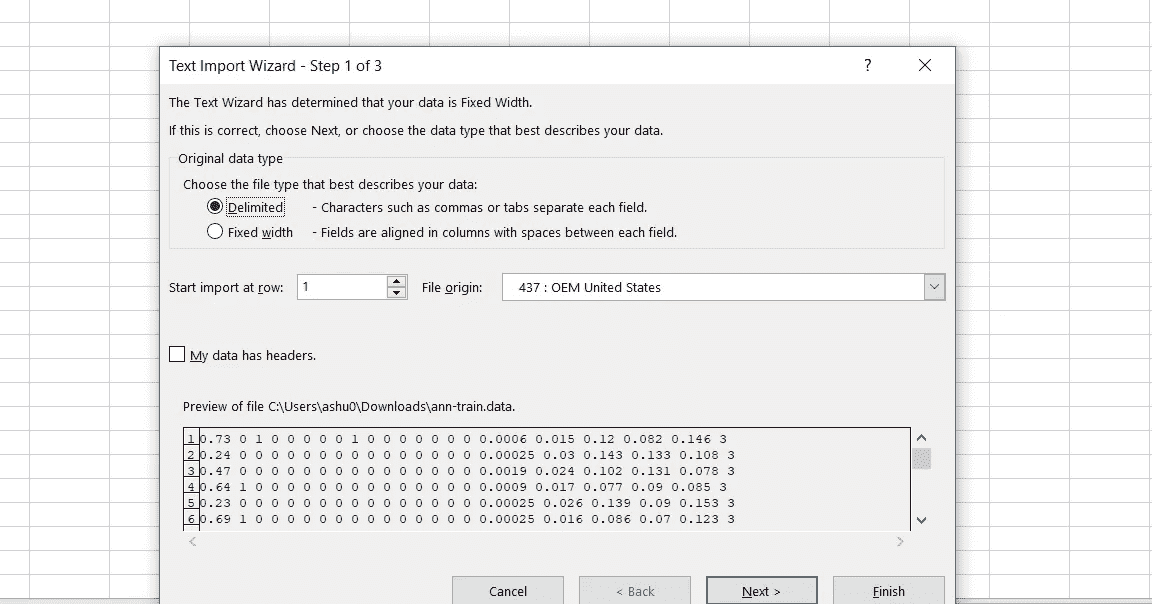 Text Import Wizard - Step 1 of 3 ?
The Text Wizard has determined that your data is Fixed Width.
If this is correct, choose Next, or choose the data type that best describes your data.
Original data type
Choose the file type that best describes your data:
Delimited - Characters such as commas or tabs separate each field.
Fixed width - Fields are aligned in columns with spaces between each field.
Start import at row: 1 File origin: 437 : OEM United States
My data has headers.
Preview of file C:\Users\ashu0\Downloads\ann-train.data.
1 0.73 0 1 0 0 0 0 0 1 0 0 0 0 0 0 0 0.0006 0.015 0.12 0.082 0.146 3
2 0.24 0 0 0 0 0 0 0 0 0 0 0 0 0 0 0 0.00025 0.03 0.143 0.133 0.108 3
3 0.47 0 0 0 0 0 0 0 0 0 0 0 0 0 0 0 0.0019 0.024 0.102 0.131 0.078 3
4 0.64 1 0 0 0 0 0 0 0 0 0 0 0 0 0 0 0.0009 0.017 0.077 0.09 0.085 3
5 0.23 0 0 0 0 0 0 0 0 0 0 0 0 0 0 0 0.00025 0.026 0.139 0.09 0.153 3
6 0.69 1 0 0 0 0 0 0 0 0 0 0 0 0 0 0 0.00025 0.016 0.086 0.07 0.123 3
Cancel < Back Next > Finish